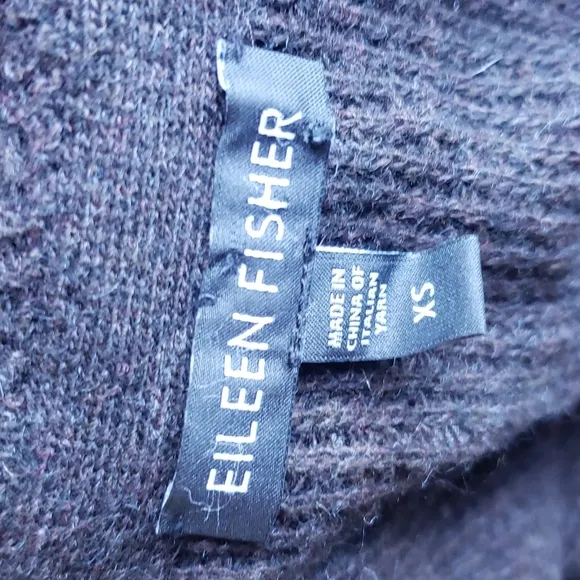 EILEEN FISHER
MADE IN
CHINA OF
ITALIAN
YARN
XS